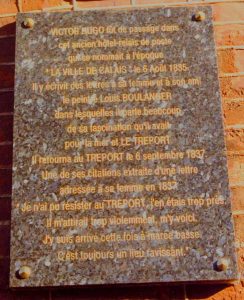 VICTOR HUGO fut de passage dans
cet ancien hôtel-relais de poste
qui se nommait à l'époque
"LA VILLE DE CALAIS" le 6 Août 1835.
Il y écrivit des lettres à sa femme et à son ami
le peintre Louis BOULANGER
dans lesquelles il parle beaucoup
de sa fascination qu'il avait
pour la mer et LE TREPORT
Il retourna au TREPORT le 6 septembre 1837.
Une de ses citations extraite d'une lettre
adressée à sa femme en 1837
"Je n'ai pu résister au TREPORT, j'en étais trop près.
Il m'attirait trop violemment, m'y voici.
J'y suis arrivé cette fois à marée basse.
C'est toujours un lieu ravissant."